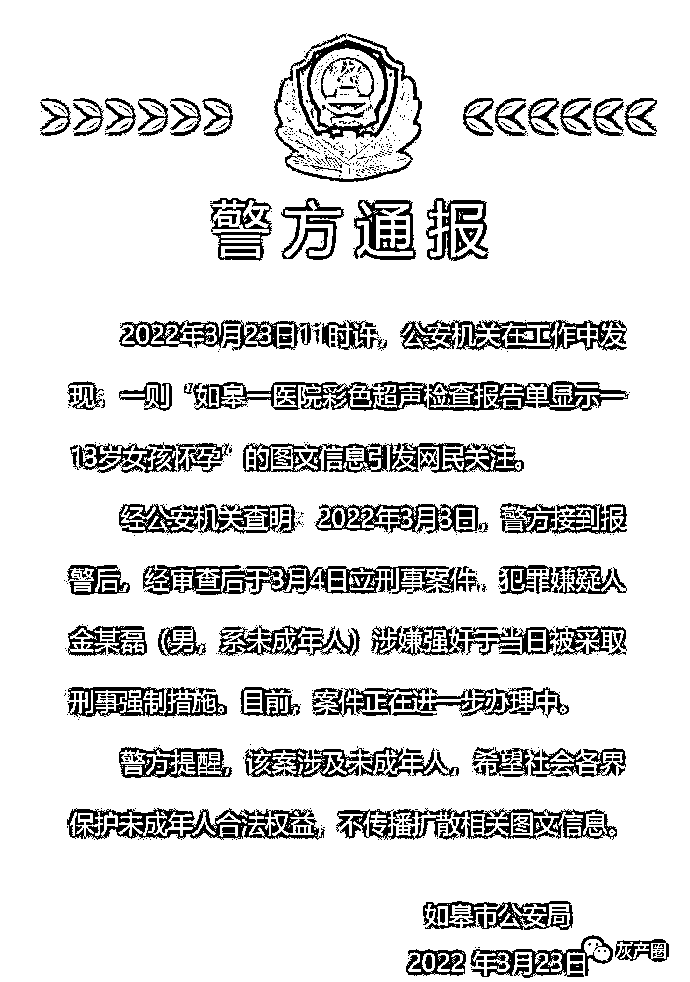 警方通报
2022年3月23日11时许，公安机关在工作中发
现：一则“如皋一医院彩色超声检查报告单显示一
13岁女孩怀孕”的图文信息引发网民关注。
经公安机关查明：2022年3月3日，警方接到报
警后，经审查后于3月4日立刑事案件。犯罪嫌疑人
金某磊（男，系未成年人）涉嫌强奸于当日被采取
刑事强制措施。目前，案件正在进一步办理中。
警方提醒，该案涉及未成年人，希望社会各界
保护未成年人合法权益，不传播扩散相关图文信息。
如皋市公安局
2022 年3月23日
灰产圈